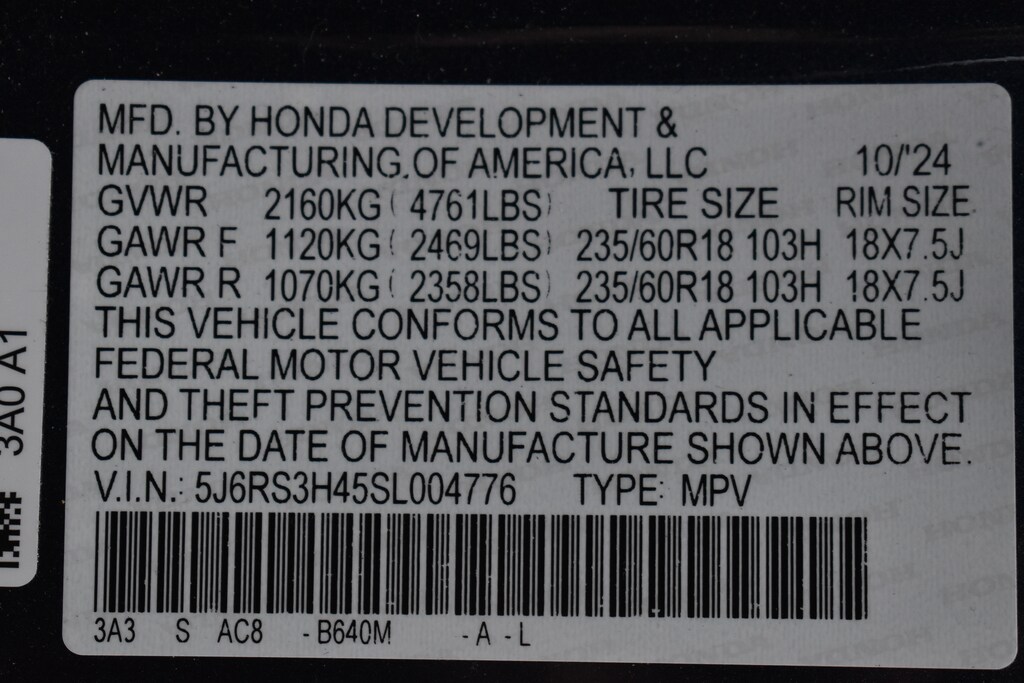 MFD. BY HONDA DEVELOPMENT &
MANUFACTURING.OF AMERICA, LLC 10/'24
GVWR 2160KG ( 4761LBS) TIRE SIZE RIM SIZE
GAWR F 1120KG ( 2469LBS) 235/60R18 103H 18X7.5J
GAWR R 1070KG ( 2358LBS) 235/60R18 103H 18X7.5J
THIS VEHICLE CONFORMS TO ALL APPLICABLE
FEDERAL MOTOR VEHICLE SAFETY
AND THEFT PREVENTION STANDARDS IN EFFECT
ON THE DATE OF MANUFACTURE SHOWN ABOVE.
V.I.N.: 5J6RS3H45SL004776 TYPE: MPV
3A3 S AC8 -B640M -A -L
3A0 A1